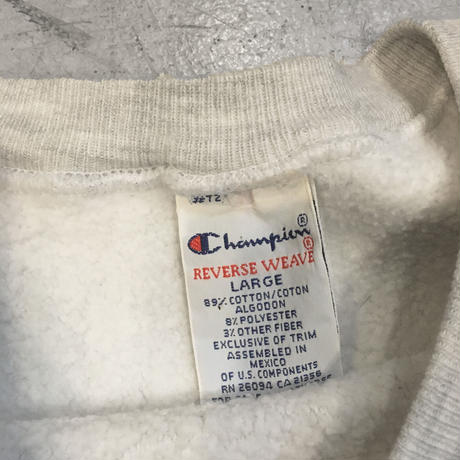 Champion®
REVERSE WEAVE®
LARGE
89% COTTON/COTON
ALGODON
8% POLYESTER
3% OTHER FIBER
EXCLUSIVE OF TRIM
ASSEMBLED IN
MEXICO
OF U.S. COMPONENTS
RN 26094 CA 21356